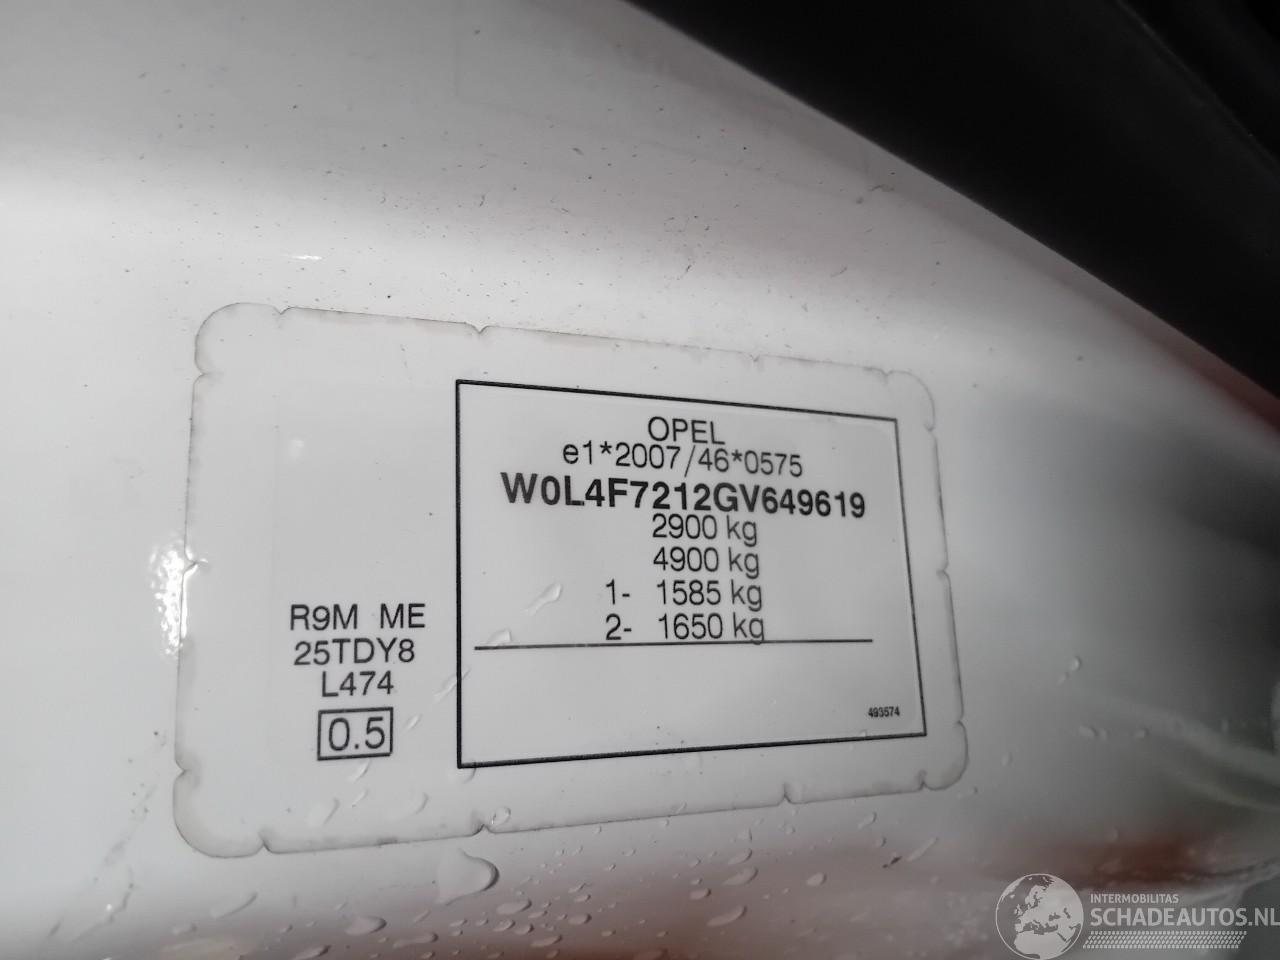 OPEL
e1*2007/46*0575
W0L4F7212GV649619
2900 kg
4900 kg
1- 1585 kg
2- 1650 kg
493574
R9M ME
25TDY8
L474
0.5
INTERMOBILITAS
SCHADEAUTOS.NL